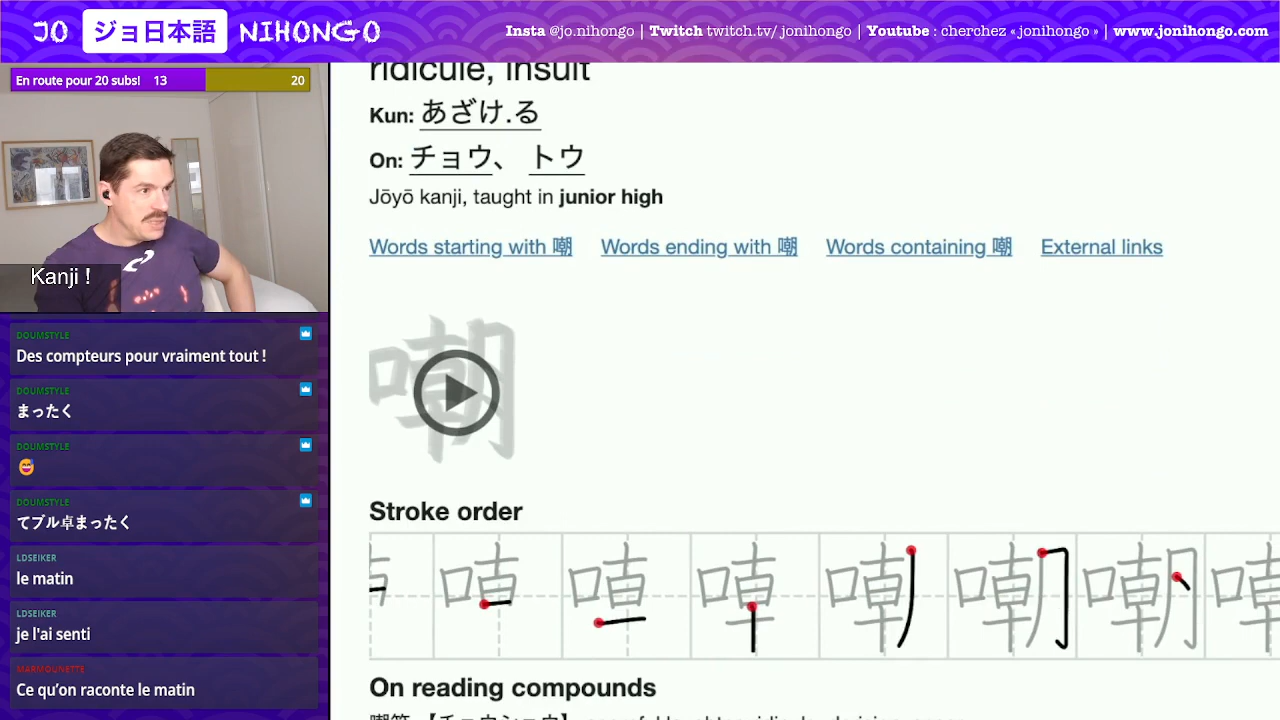 JO ジョ日本語 NIHONGO
Insta @jo.nihongo | Twitch twitch.tv/jonihongo | Youtube : cherchez « jonihongo » | www.jonihongo.com
En route pour 20 subs! 13 20
Kanji !
DOUMSTYLE
Des compteurs pour vraiment tout !
DOUMSTYLE
まったく
DOUMSTYLE
😅
DOUMSTYLE
てブル卓まったく
LDSEIKER
le matin
LDSEIKER
je l'ai senti
MARMOUNETTE
Ce qu'on raconte le matin
ridicule, insult
Kun: あざけ.る
On: チョウ、 トウ
Jōyō kanji, taught in junior high
Words starting with 嘲 Words ending with 嘲 Words containing 嘲 External links
嘲
Stroke order
On reading compounds